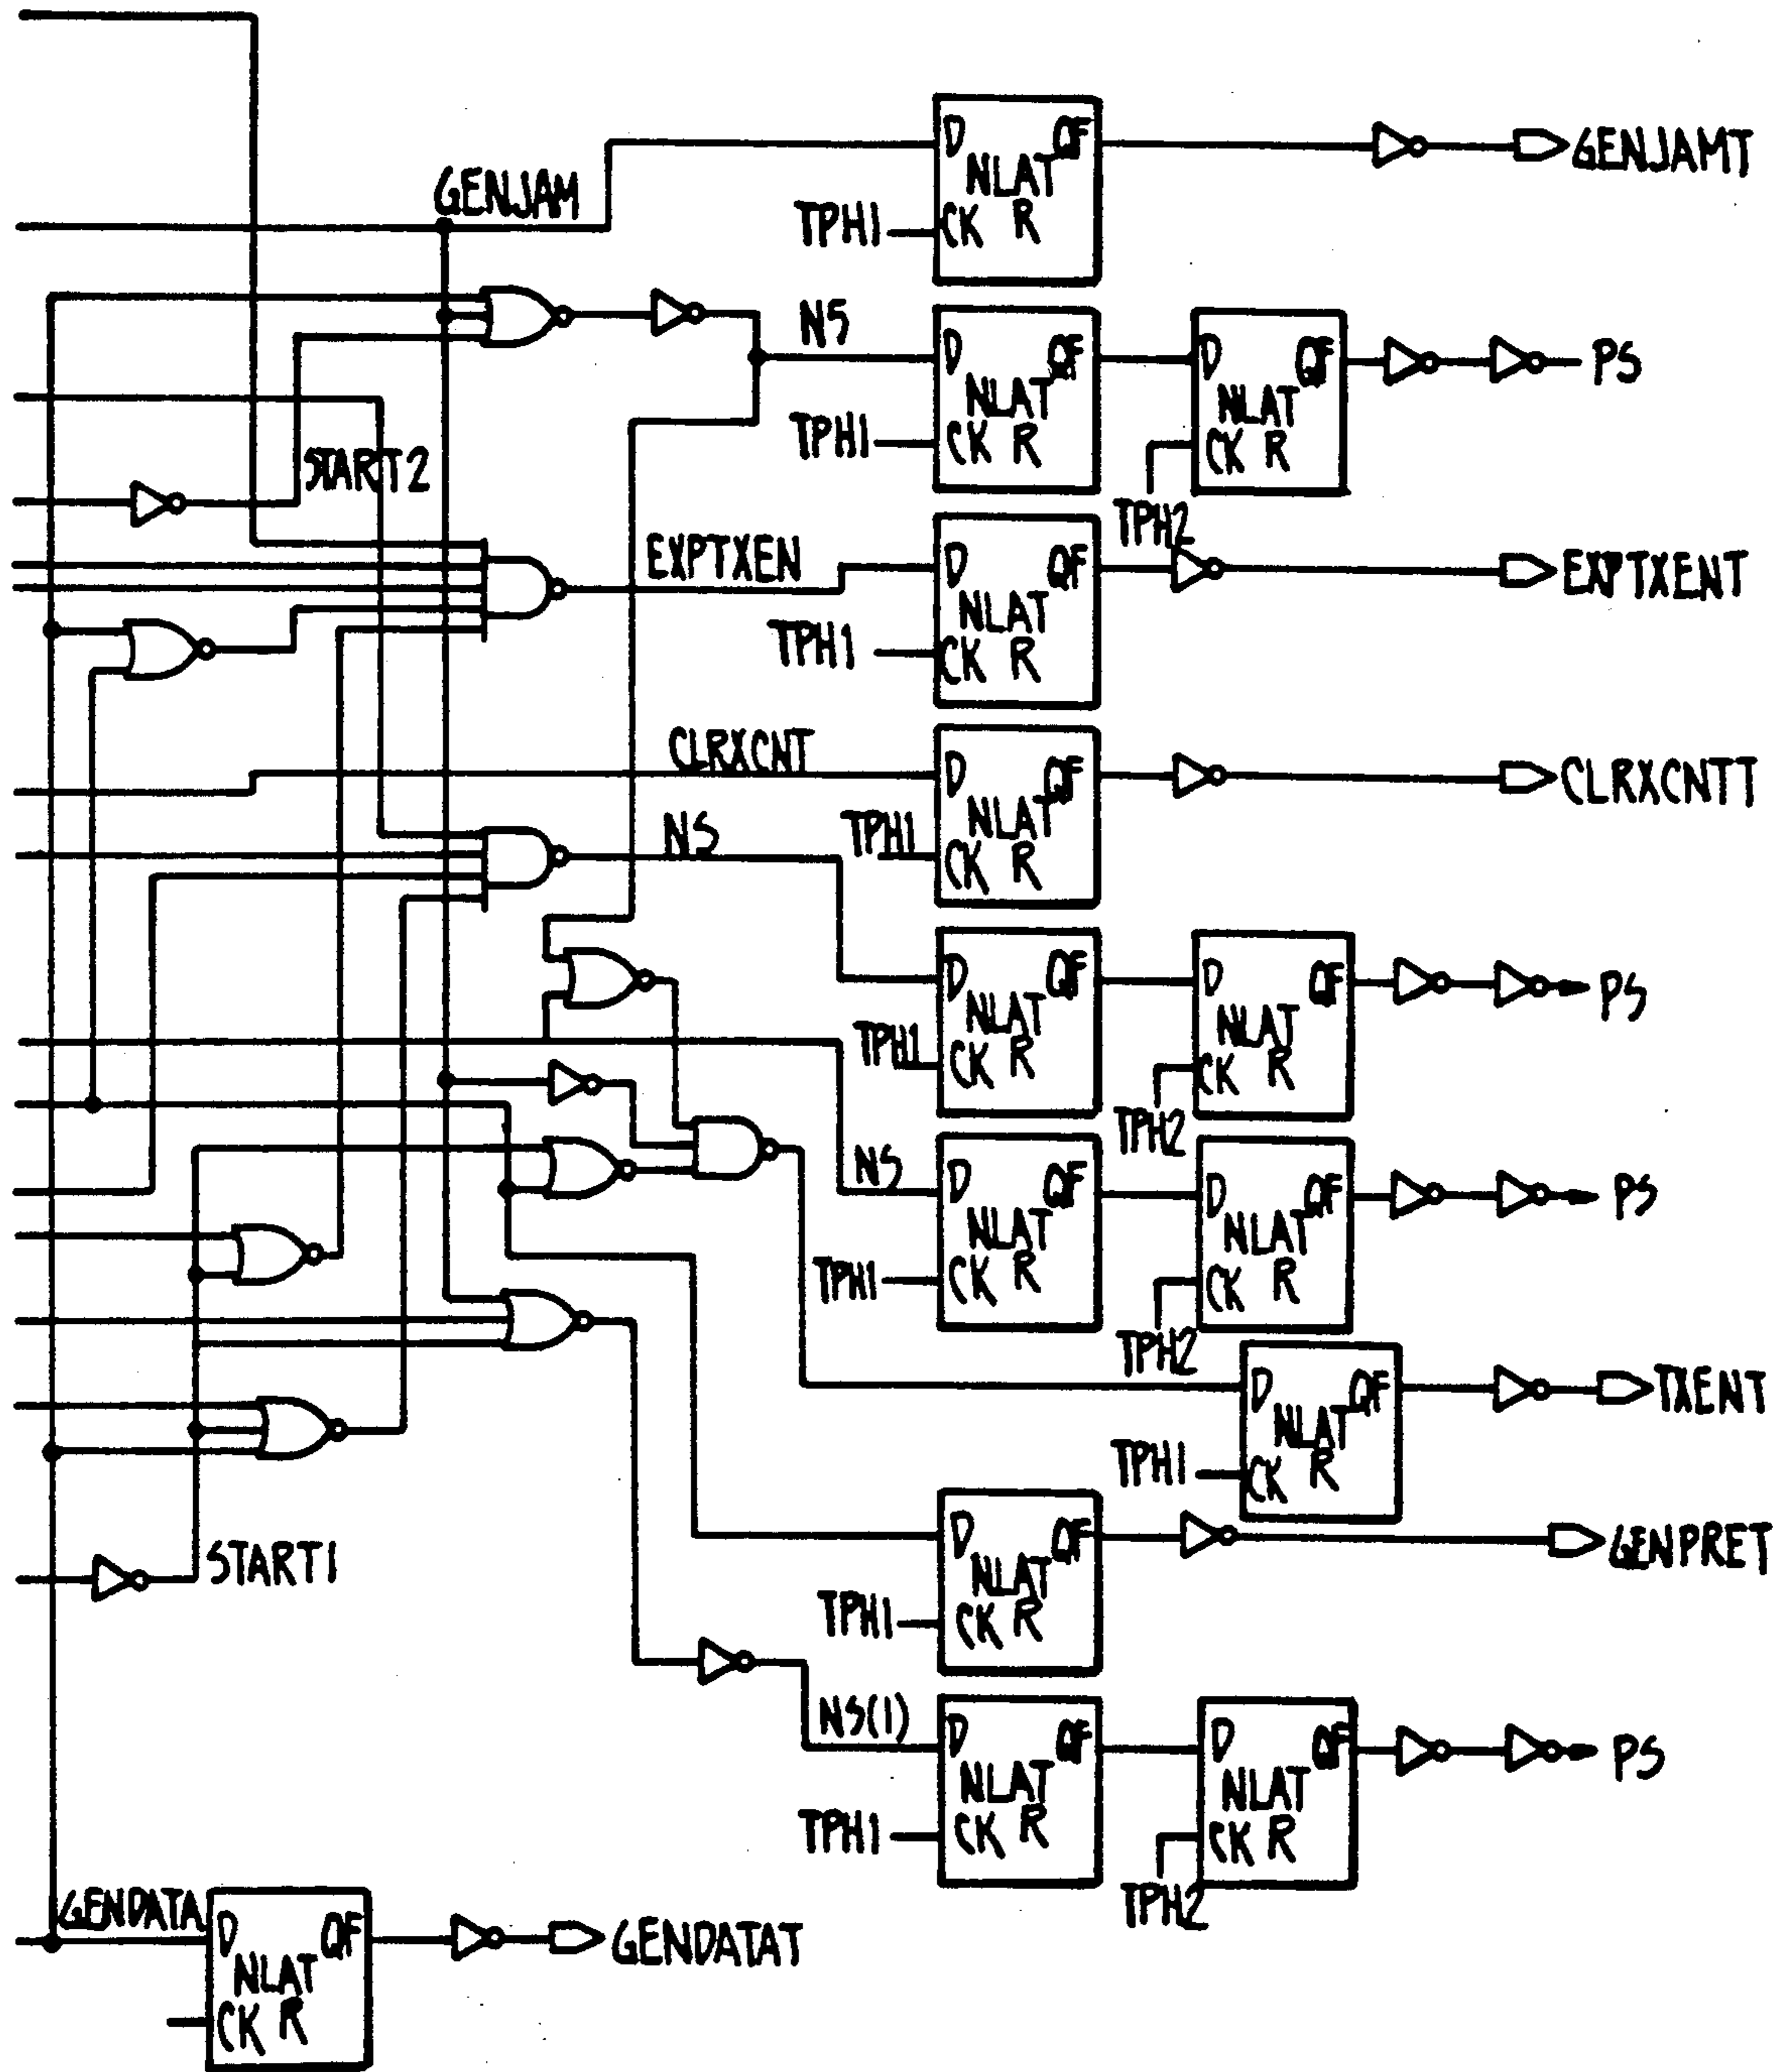 D QF
GENJAMT
NLAT
GENJAM
TPH1
CK R
NS
D QF
D QF
PS
NLAT
NLAT
TPH1
CK R
CK R
START2
TPH2
EXPTXEN
D QF
EXPTXENT
NLAT
TPH1
CK R
CLRXCNT
D QF
CLRXCNTT
NLAT
NS
TPH1
CK R
D QF
D QF
PS
NLAT
NLAT
TPH1
CK R
CK R
TPH2
NS
D QF
D QF
PS
NLAT
NLAT
TPH1
CK R
CK R
TPH2
D QF
TXENT
NLAT
TPH1
CK R
D QF
GENPRET
START1
NLAT
TPH1
CK R
NS(1)
D QF
D QF
PS
NLAT
NLAT
TPH1
CK R
CK R
TPH2
GENDATA
D QF
GENDATAT
NLAT
CK R